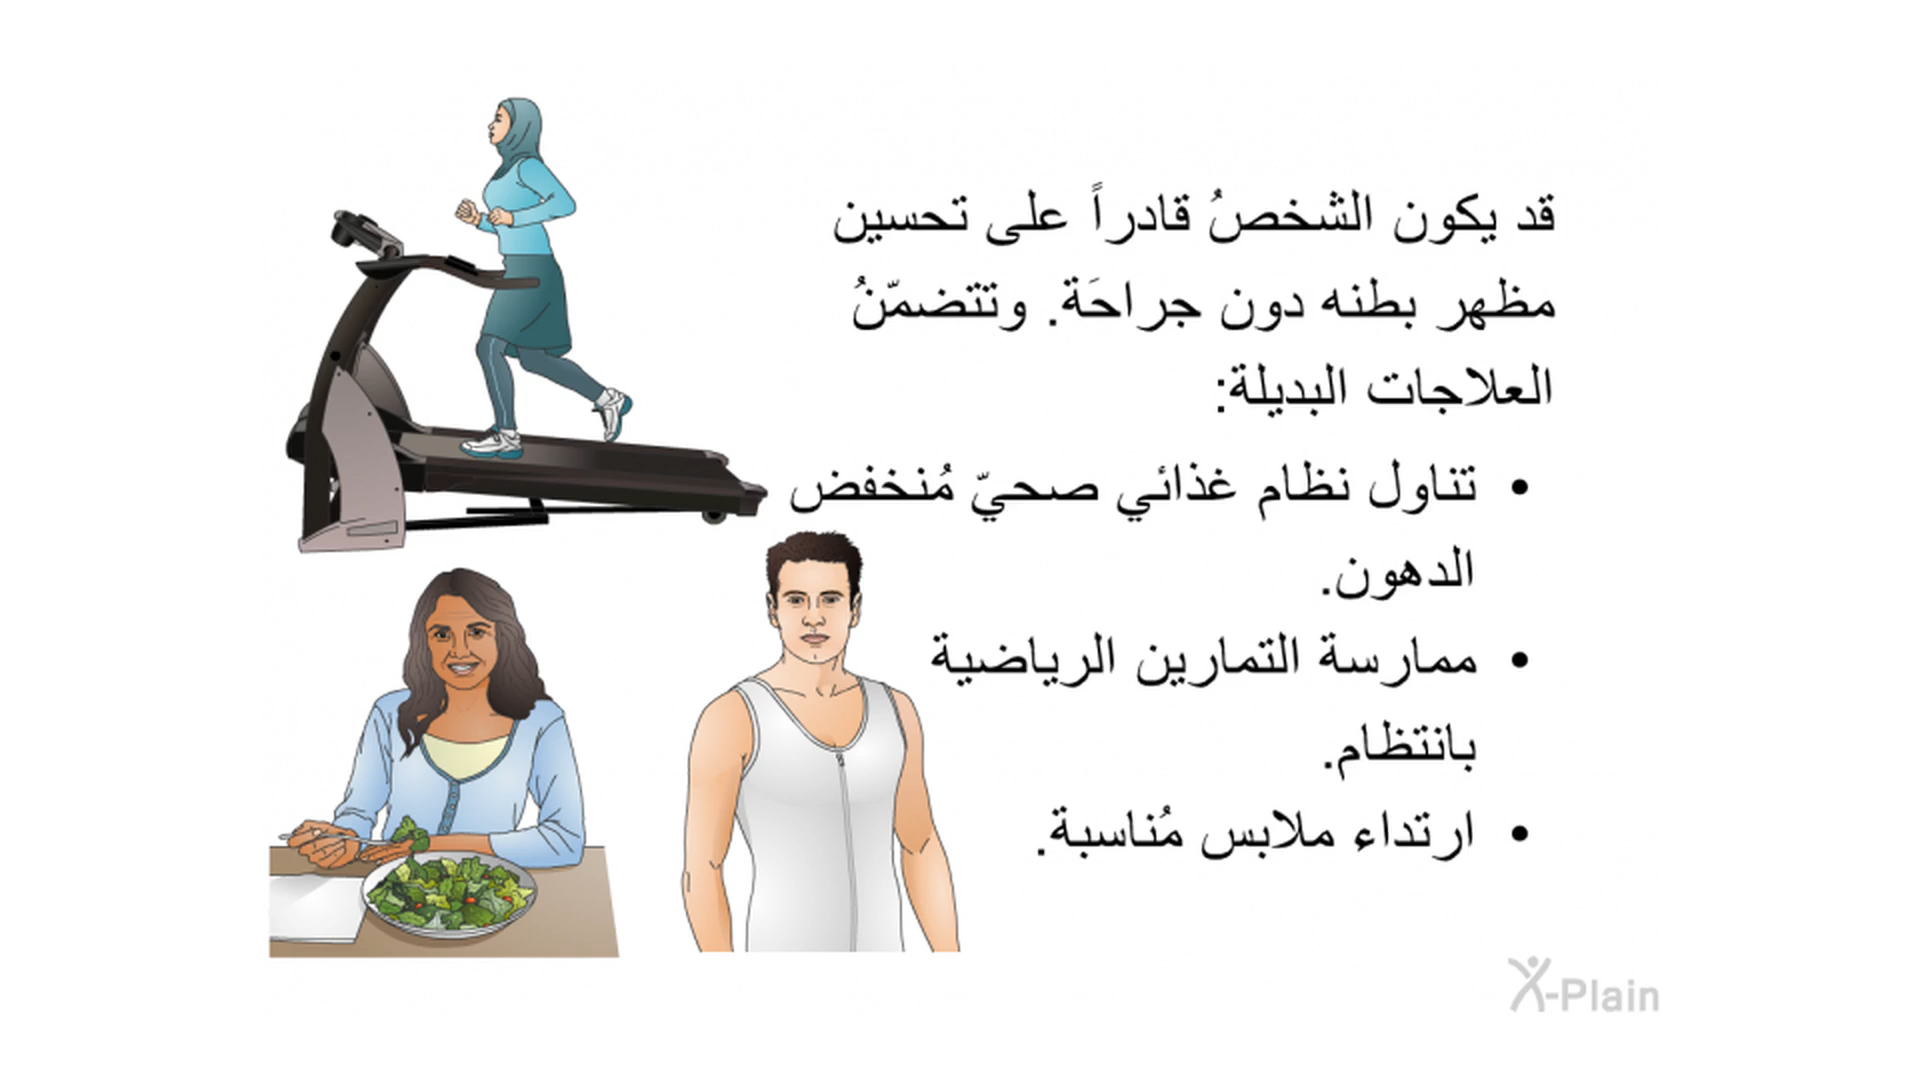 قد يكون الشخصُ قادراً على تحسين
مظهر بطنه دون جراحَة. وتتضمّنُ
العلاجات البديلة:
• تناول نظام غذائي صحيّ مُنخفض
الدهون.
• ممارسة التمارين الرياضية
بانتظام.
• ارتداء ملابس مُناسبة.
X-Plain